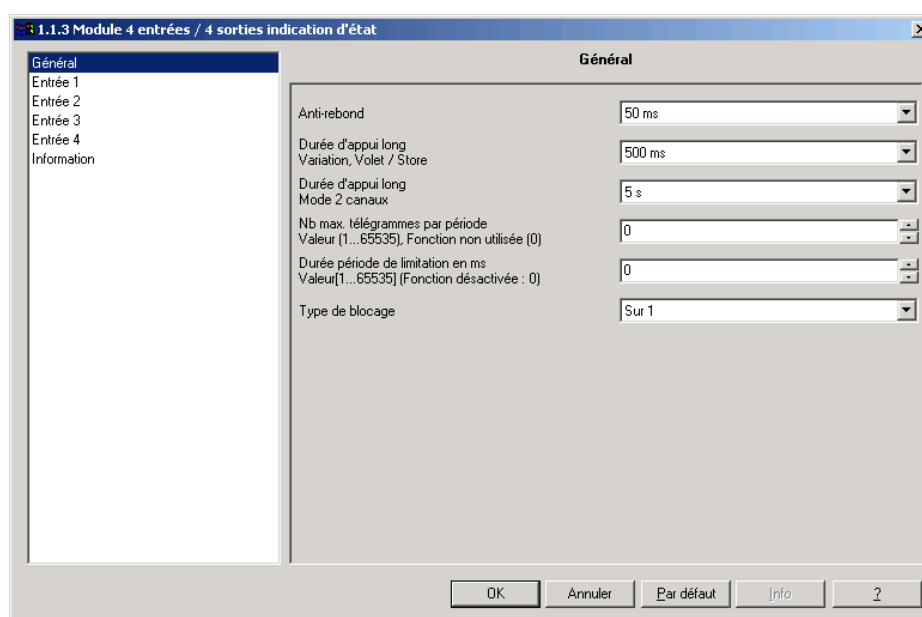 1.1.3 Module 4 entrées / 4 sorties indication d'état
Général
Entrée 1
Entrée 2
Entrée 3
Entrée 4
Information
Général
Anti-rebond
50 ms
Durée d'appui long
Variation, Volet / Store
500 ms
Durée d'appui long
Mode 2 canaux
5 s
Nb max. télégrammes par période
Valeur (1...65535), Fonction non utilisée (0)
0
Durée période de limitation en ms
Valeur[1...65535] (Fonction désactivée : 0)
0
Type de blocage
Sur 1
OK
Annuler
Par défaut
Info
?